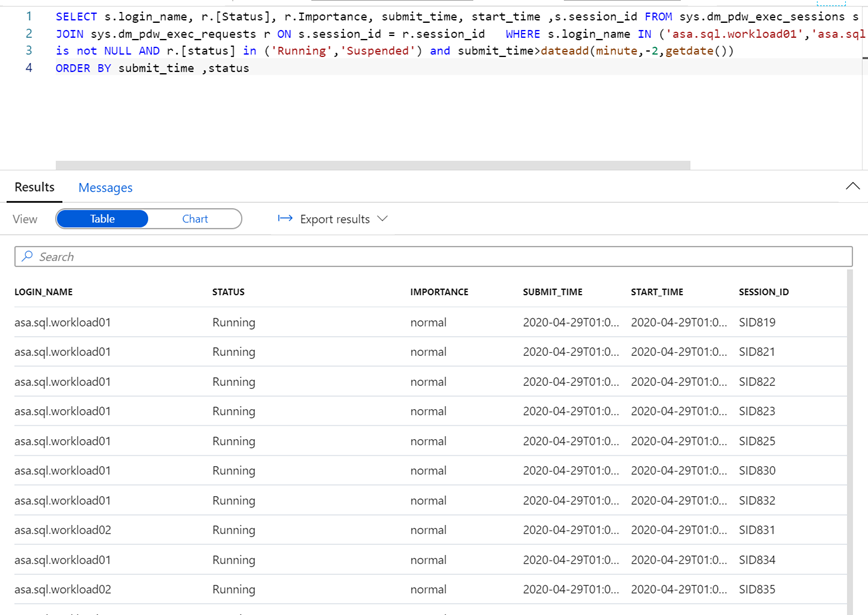 1 SELECT s.login_name, r.[Status], r.Importance, submit_time, start_time ,s.session_id FROM sys.dm_pdw_exec_sessions s
2 JOIN sys.dm_pdw_exec_requests r ON s.session_id = r.session_id WHERE s.login_name IN ('asa.sql.workload01','asa.sql
3 is not NULL AND r.[status] in ('Running','Suspended') and submit_time>dateadd(minute,-2,getdate())
4 ORDER BY submit_time ,status
Results Messages
View Table Chart Export results
Search
LOGIN_NAME STATUS IMPORTANCE SUBMIT_TIME START_TIME SESSION_ID
asa.sql.workload01 Running normal 2020-04-29T01:0... 2020-04-29T01:0... SID819
asa.sql.workload01 Running normal 2020-04-29T01:0... 2020-04-29T01:0... SID821
asa.sql.workload01 Running normal 2020-04-29T01:0... 2020-04-29T01:0... SID822
asa.sql.workload01 Running normal 2020-04-29T01:0... 2020-04-29T01:0... SID823
asa.sql.workload01 Running normal 2020-04-29T01:0... 2020-04-29T01:0... SID825
asa.sql.workload01 Running normal 2020-04-29T01:0... 2020-04-29T01:0... SID830
asa.sql.workload01 Running normal 2020-04-29T01:0... 2020-04-29T01:0... SID832
asa.sql.workload02 Running normal 2020-04-29T01:0... 2020-04-29T01:0... SID831
asa.sql.workload01 Running normal 2020-04-29T01:0... 2020-04-29T01:0... SID834
asa.sql.workload02 Running normal 2020-04-29T01:0... 2020-04-29T01:0... SID835